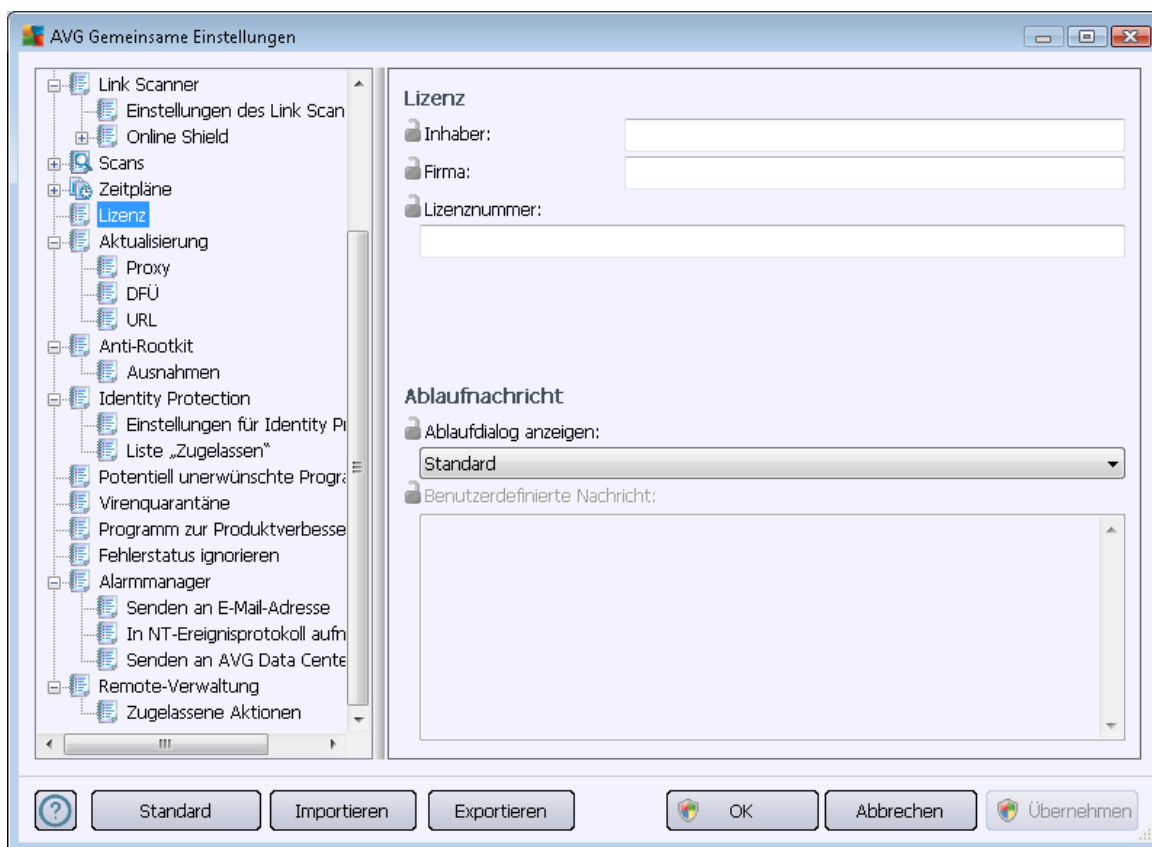 AVG Gemeinsame Einstellungen
Link Scanner
Einstellungen des Link Scan
Online Shield
Scans
Zeitpläne
Lizenz
Aktualisierung
Proxy
DFÜ
URL
Anti-Rootkit
Ausnahmen
Identity Protection
Einstellungen für Identity Pr
Liste „Zugelassen“
Potentiell unerwünschte Progra
Virenquarantäne
Programm zur Produktverbesse
Fehlerstatus ignorieren
Alarmmanager
Senden an E-Mail-Adresse
In NT-Ereignisprotokoll aufn
Senden an AVG Data Cente
Remote-Verwaltung
Zugelassene Aktionen
Lizenz
Inhaber:
Firma:
Lizenznummer:
Ablaufnachricht
Ablaufdialog anzeigen:
Standard
Benutzerdefinierte Nachricht:
Standard
Importieren
Exportieren
OK
Abbrechen
Übernehmen